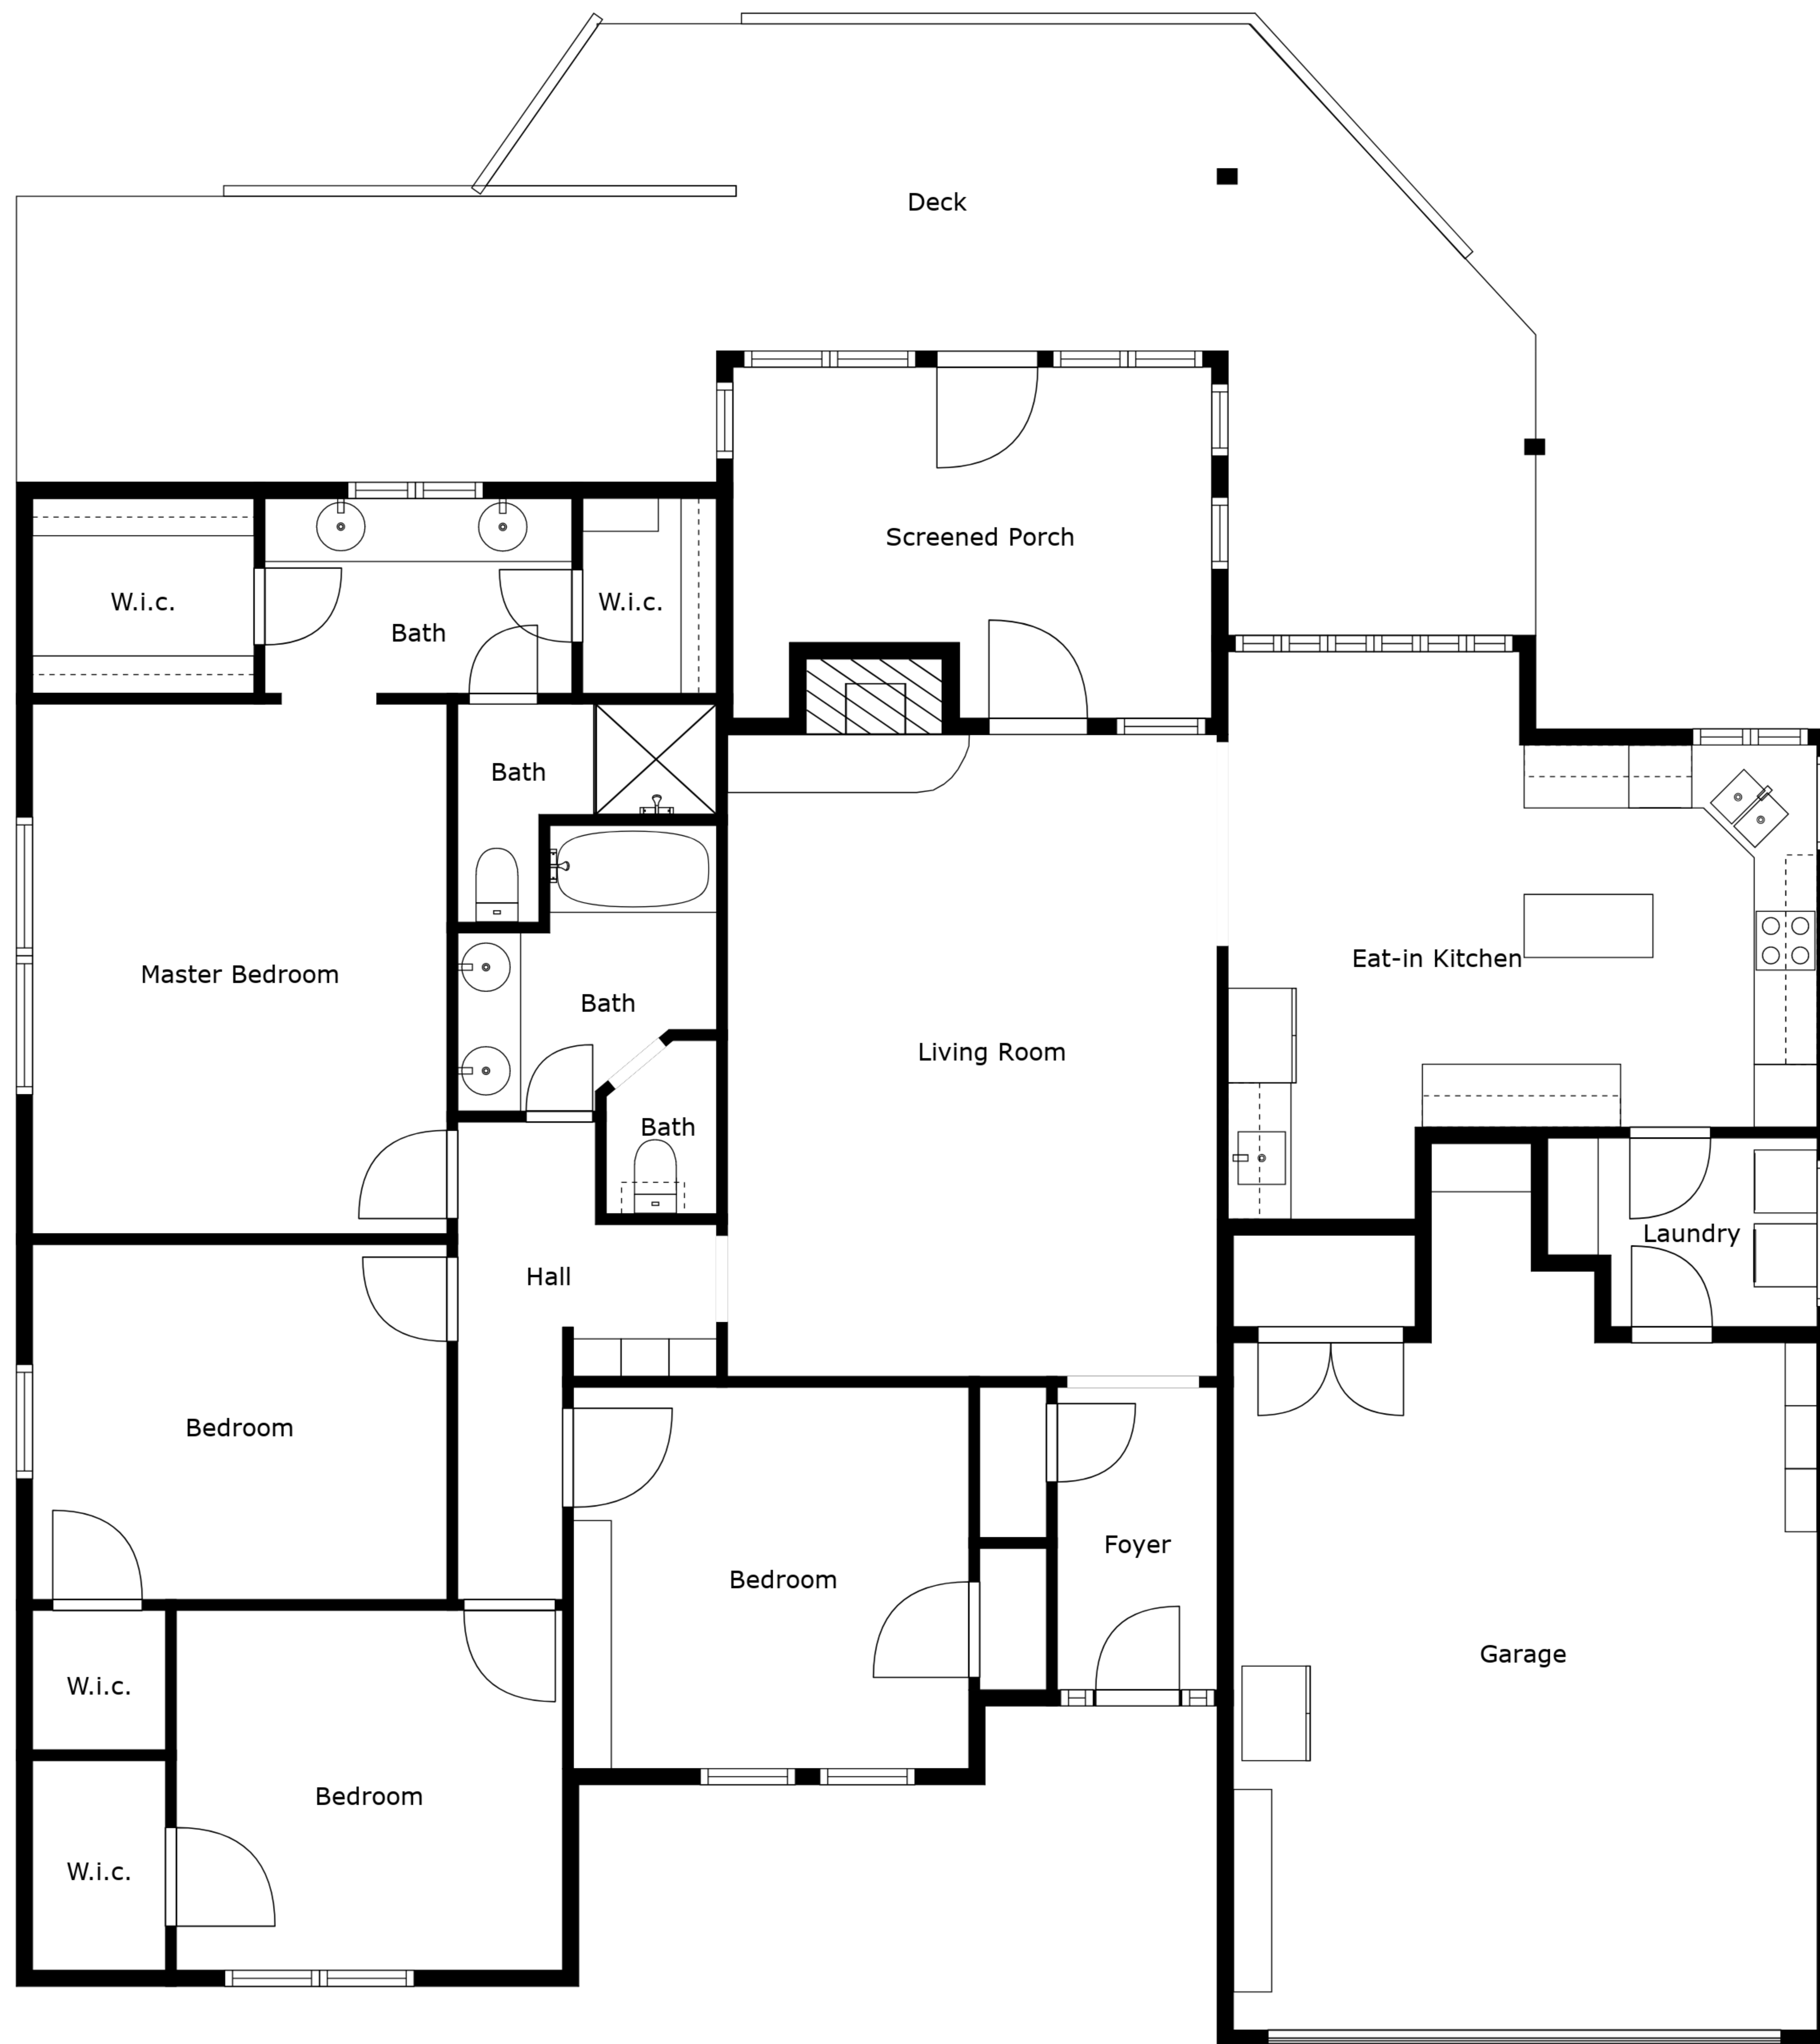 Deck
Screened Porch
W.i.c.
W.i.c.
Bath
Bath
Eat-in Kitchen
Master Bedroom
Bath
Living Room
Bath
Laundry
Hall
Bedroom
Foyer
Bedroom
Garage
W.i.c.
Bedroom
W.i.c.